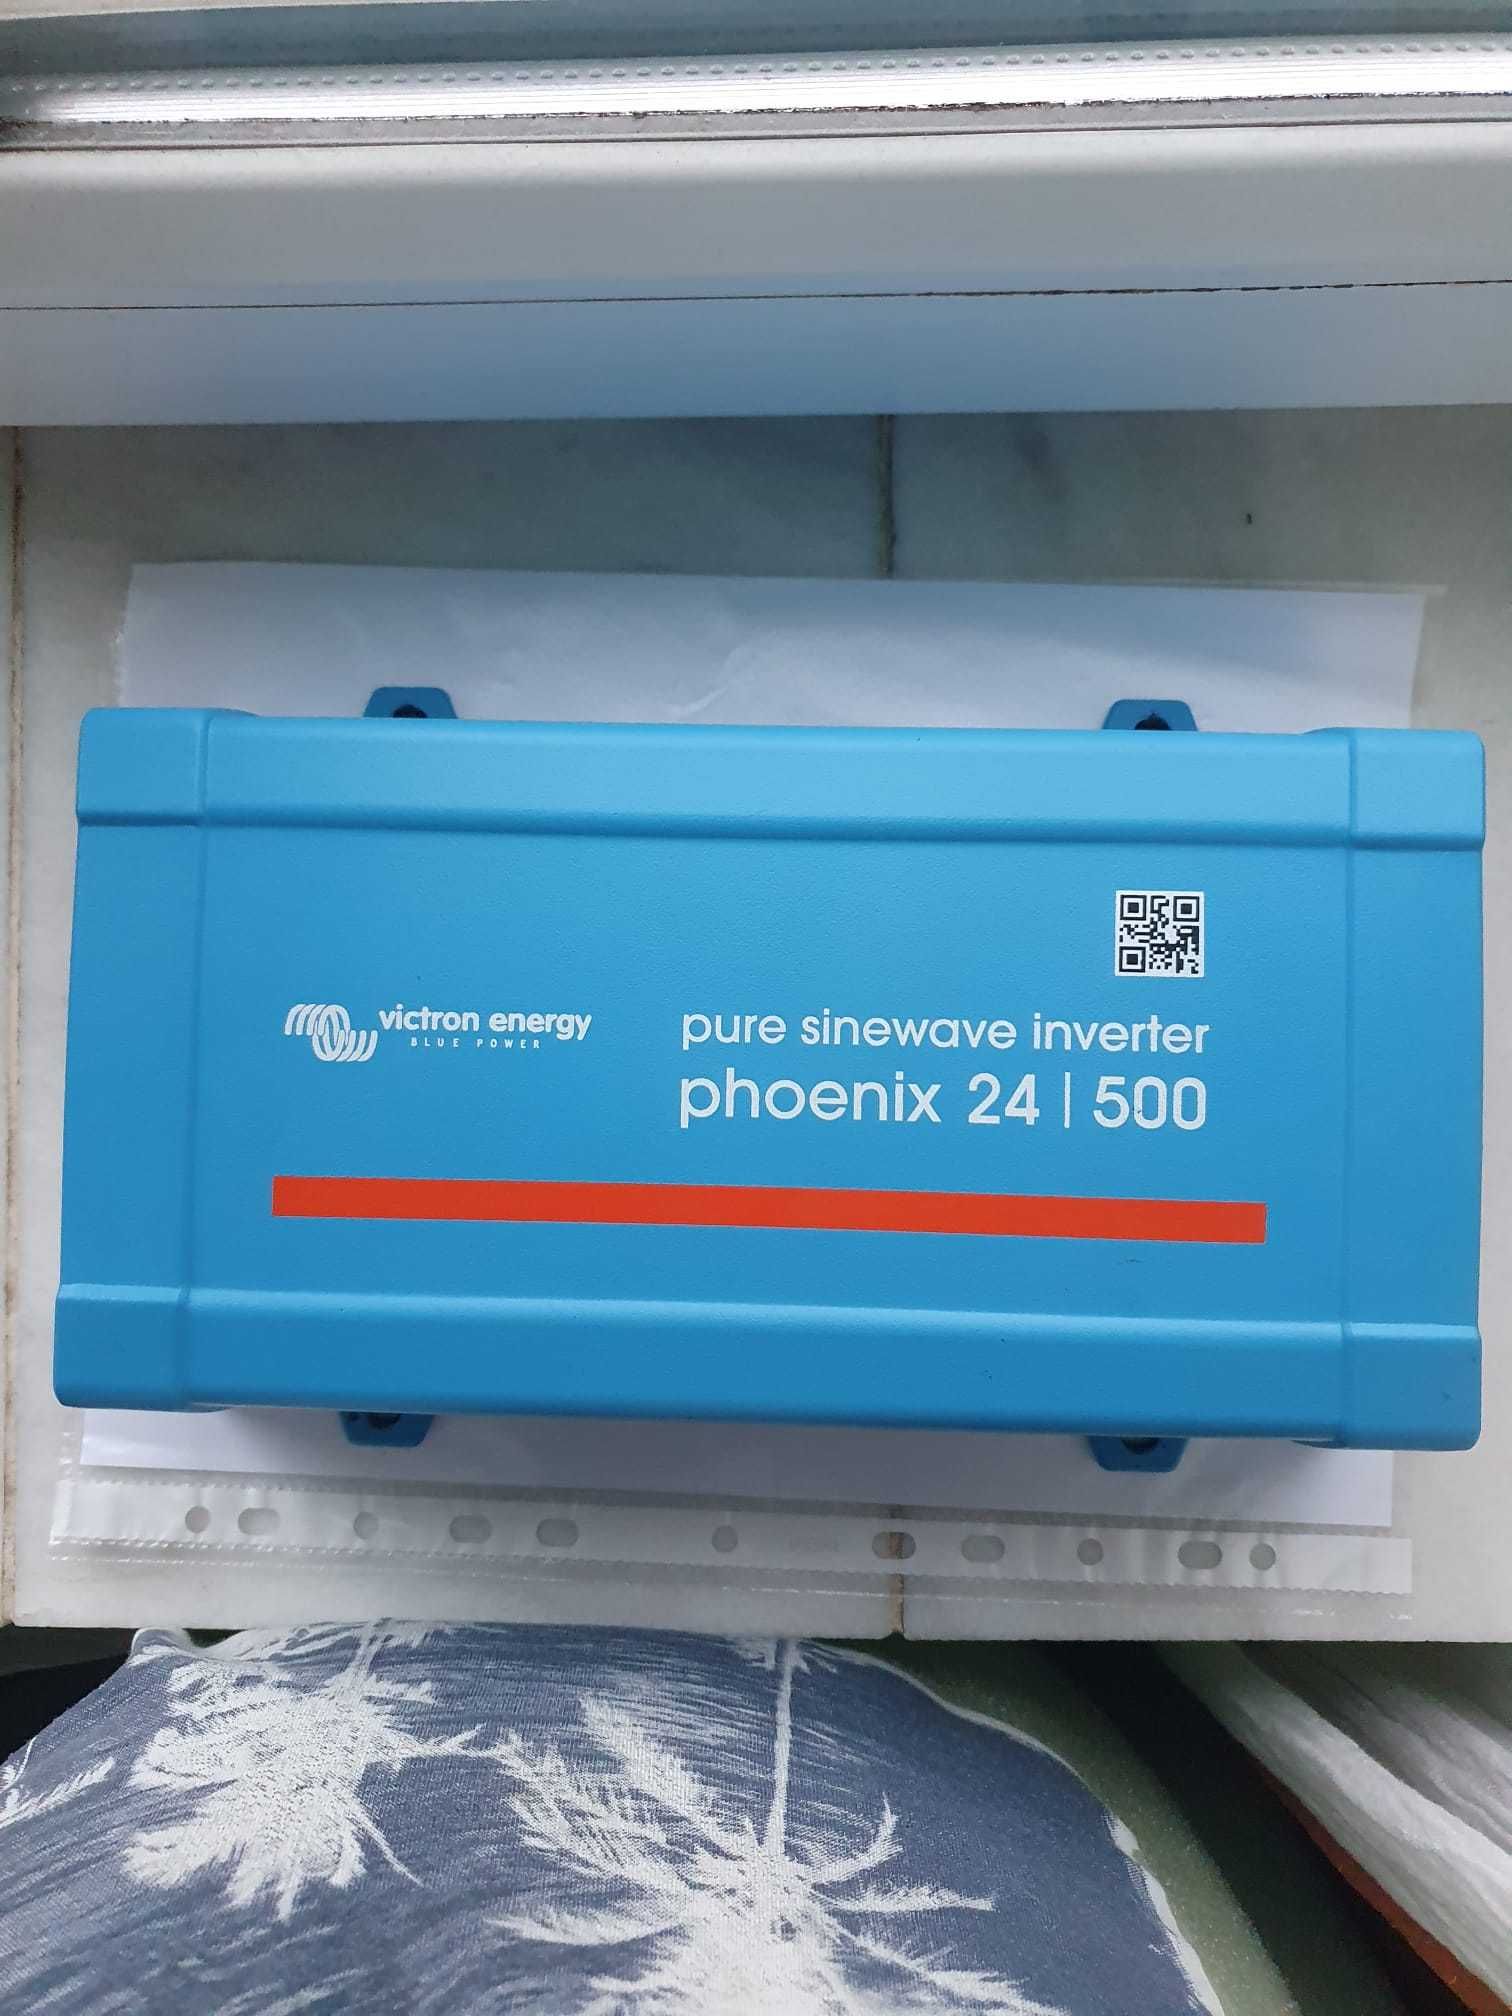 victron energy
BLUE POWER
pure sinewave inverter
phoenix 24 | 500